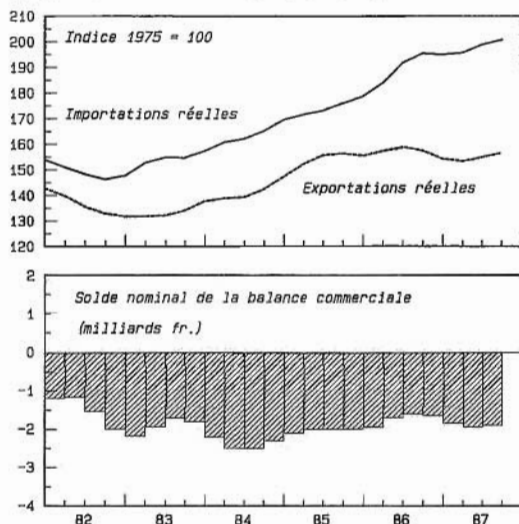 210
200
190
180
170
160
150
140
130
120
Indice 1975 = 100
Importations réelles
Exportations réelles
2
1
0
-1
-2
-3
-4
Solde nominal de la balance commerciale
(milliards fr.)
82 83 84 85 86 87